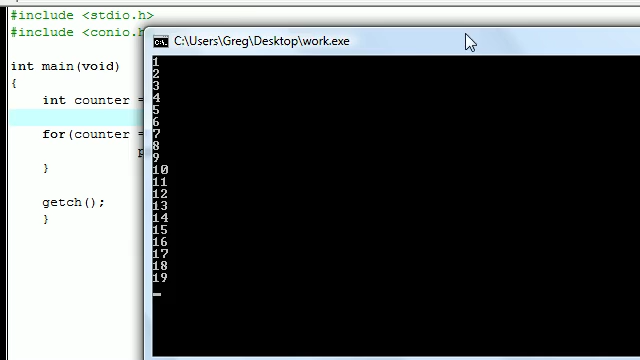 #include <stdio.h>
#include <conio.h
C:\Users\Greg\Desktop\work.exe
int main(void)
{
int counter =
for(counter =
p
}
getch();
}
1
2
3
4
5
6
7
8
9
10
11
12
13
14
15
16
17
18
19